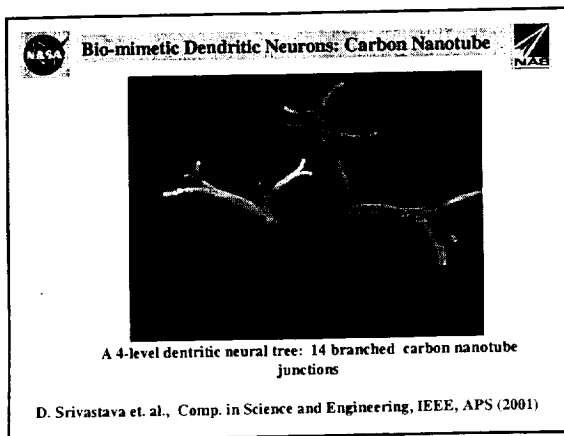 NASA
Bio-mimetic Dendritic Neurons: Carbon Nanotube
NAS
A 4-level dentritic neural tree: 14 branched carbon nanotube
junctions
D. Srivastava et. al., Comp. in Science and Engineering, IEEE, APS (2001)